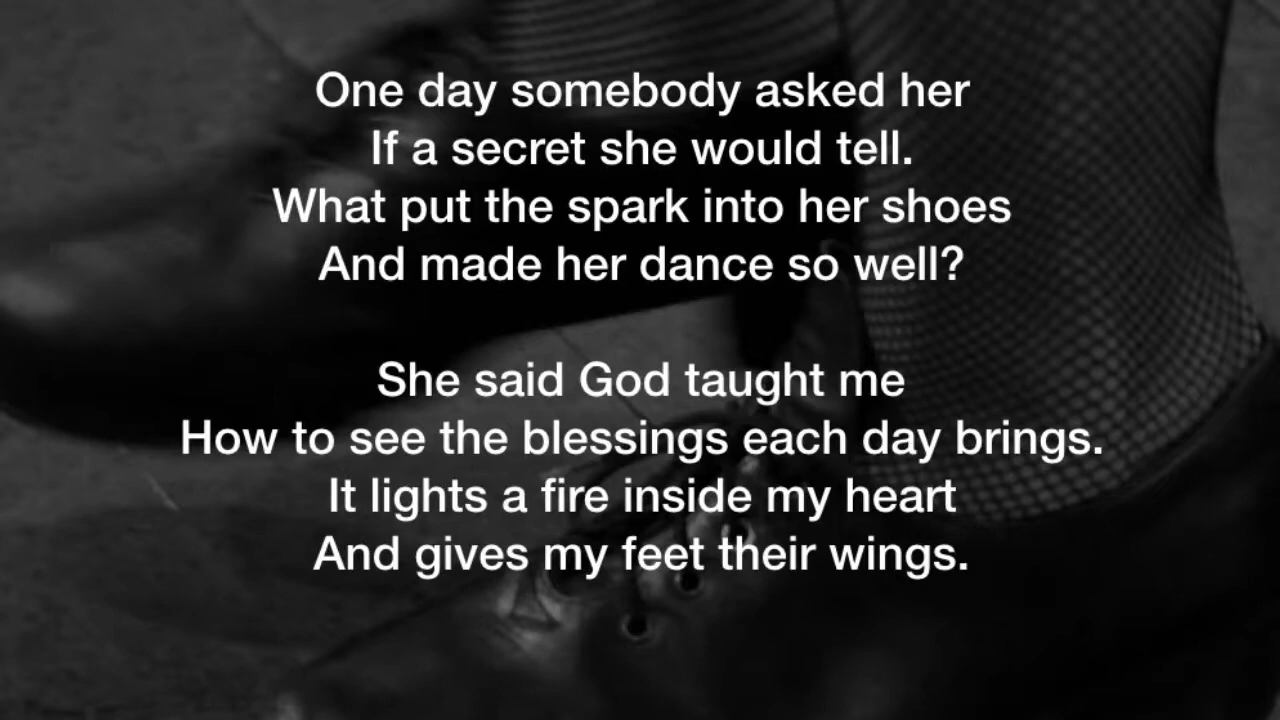 One day somebody asked her
If a secret she would tell.
What put the spark into her shoes
And made her dance so well?
She said God taught me
How to see the blessings each day brings.
It lights a fire inside my heart
And gives my feet their wings.